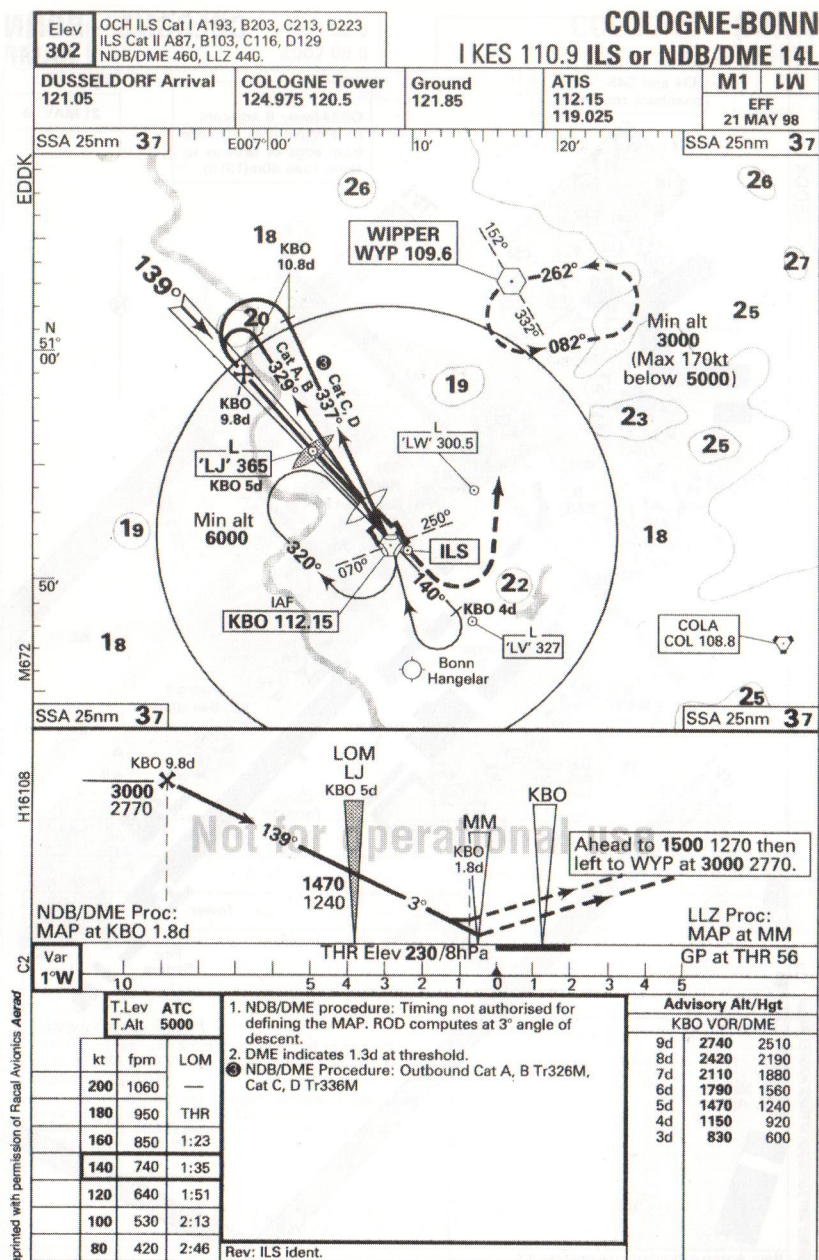 Elev
302
OCH ILS Cat I A193, B203, C213, D223
ILS Cat II A87, B103, C116, D129
NDB/DME 460, LLZ 440.
COLOGNE-BONN
I KES 110.9 ILS or NDB/DME 14L
DUSSELDORF Arrival
121.05
COLOGNE Tower
124.975 120.5
Ground
121.85
ATIS
112.15
119.025
M1
M1
EFF
21 MAY 98
EDDK
SSA 25nm 37
E007°00'
10'
20'
SSA 25nm 37
26
26
18
KBO
10.8d
WIPPER
WYP 109.6
152°
332°
262°
082°
27
139°
N
51°
00'
20
Cat A, B
329°
❸ Cat C, D
337°
Min alt
3000
(Max 170kt
below 5000)
25
KBO
9.8d
19
23
25
L
'LJ' 365
KBO 5d
L
'LW' 300.5
Min alt
6000
19
18
250°
070°
ILS
320°
140°
50'
IAF
KBO 112.15
KBO 4d
22
L
'LV' 327
COLA
COL 108.8
18
Bonn
Hangelar
M672
25
SSA 25nm 37
SSA 25nm 37
KBO 9.8d
3000
2770
LOM
LJ
KBO 5d
KBO
MM
KBO
1.8d
139°
Not for operational use
Ahead to 1500 1270 then
left to WYP at 3000 2770.
1470
1240
3°
H16108
NDB/DME Proc:
MAP at KBO 1.8d
LLZ Proc:
MAP at MM
C2
Var
1°W
THR Elev 230/8hPa
GP at THR 56
10 5 4 3 2 1 0 1 2 3 4 5
T.Lev ATC
T.Alt 5000
kt fpm LOM
200 1060 —
180 950 THR
160 850 1:23
140 740 1:35
120 640 1:51
100 530 2:13
80 420 2:46
1. NDB/DME procedure: Timing not authorised for
defining the MAP. ROD computes at 3° angle of
descent.
2. DME indicates 1.3d at threshold.
❸ NDB/DME Procedure: Outbound Cat A, B Tr326M,
Cat C, D Tr336M
Rev: ILS ident.
Advisory Alt/Hgt
KBO VOR/DME
9d 2740 2510
8d 2420 2190
7d 2110 1880
6d 1790 1560
5d 1470 1240
4d 1150 920
3d 830 600
printed with permission of Racal Avionics Aerad